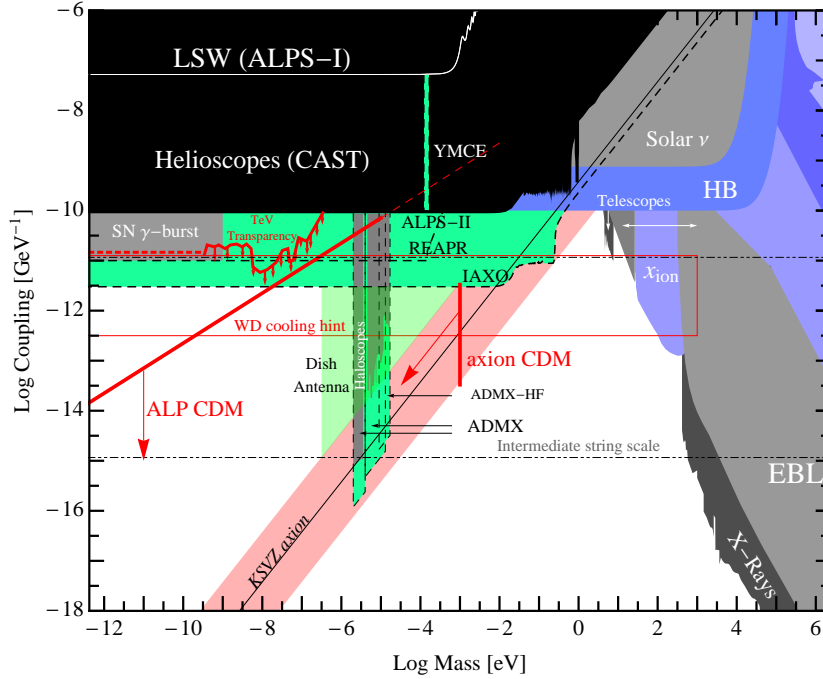 −6
−8
−10
−12
−14
−16
−18
Log Coupling [GeV−1]
LSW (ALPS−I)
Helioscopes (CAST)
YMCE
Solar ν
HB
Telescopes
SN γ−burst
TeV
Transparency
ALPS−II
REAPR
IAXO
xion
WD cooling hint
Haloscopes
Dish
Antenna
axion CDM
ADMX−HF
ALP CDM
ADMX
Intermediate string scale
EBL
X−Rays
KSVZ axion
−12
−10
−8
−6
−4
−2
0
2
4
6
Log Mass [eV]